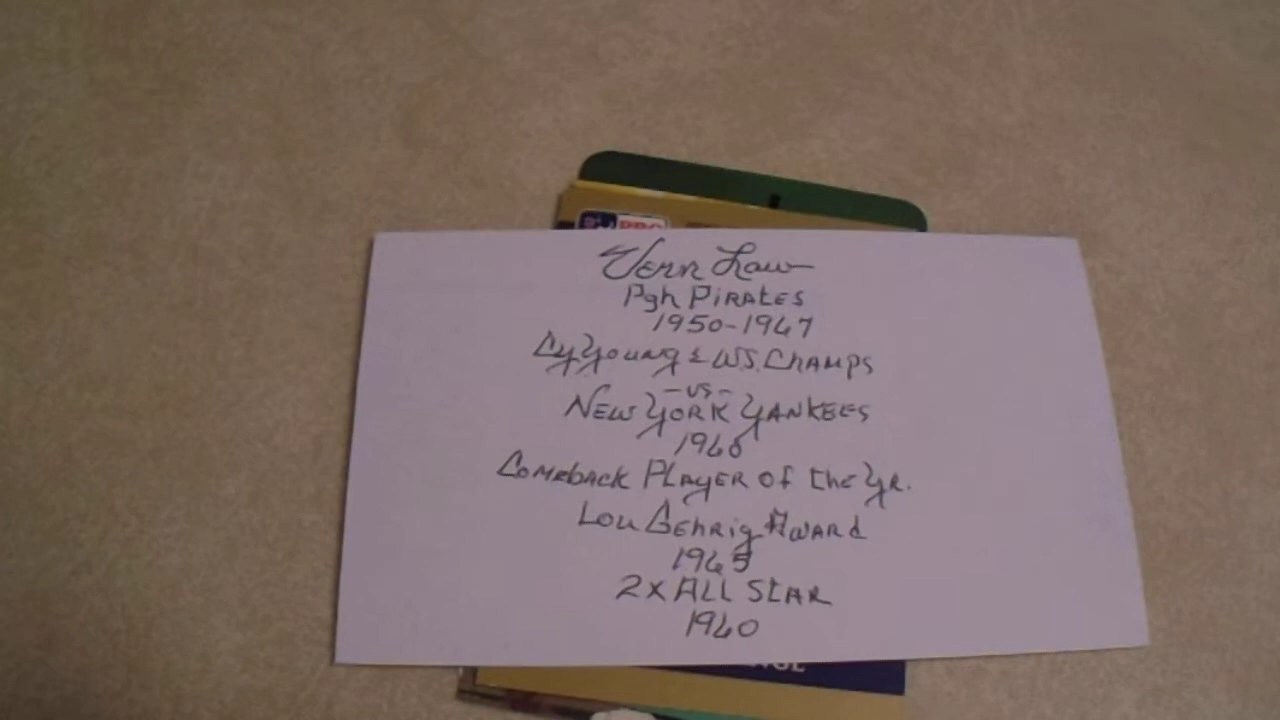 Vern Law
Pgh Pirates
1950-1967
Cy Young & W.S. Champs
-vs-
New York Yankees
1960
Comeback Player of the Yr.
Lou Gehrig Award
1965
2x All Star
1960